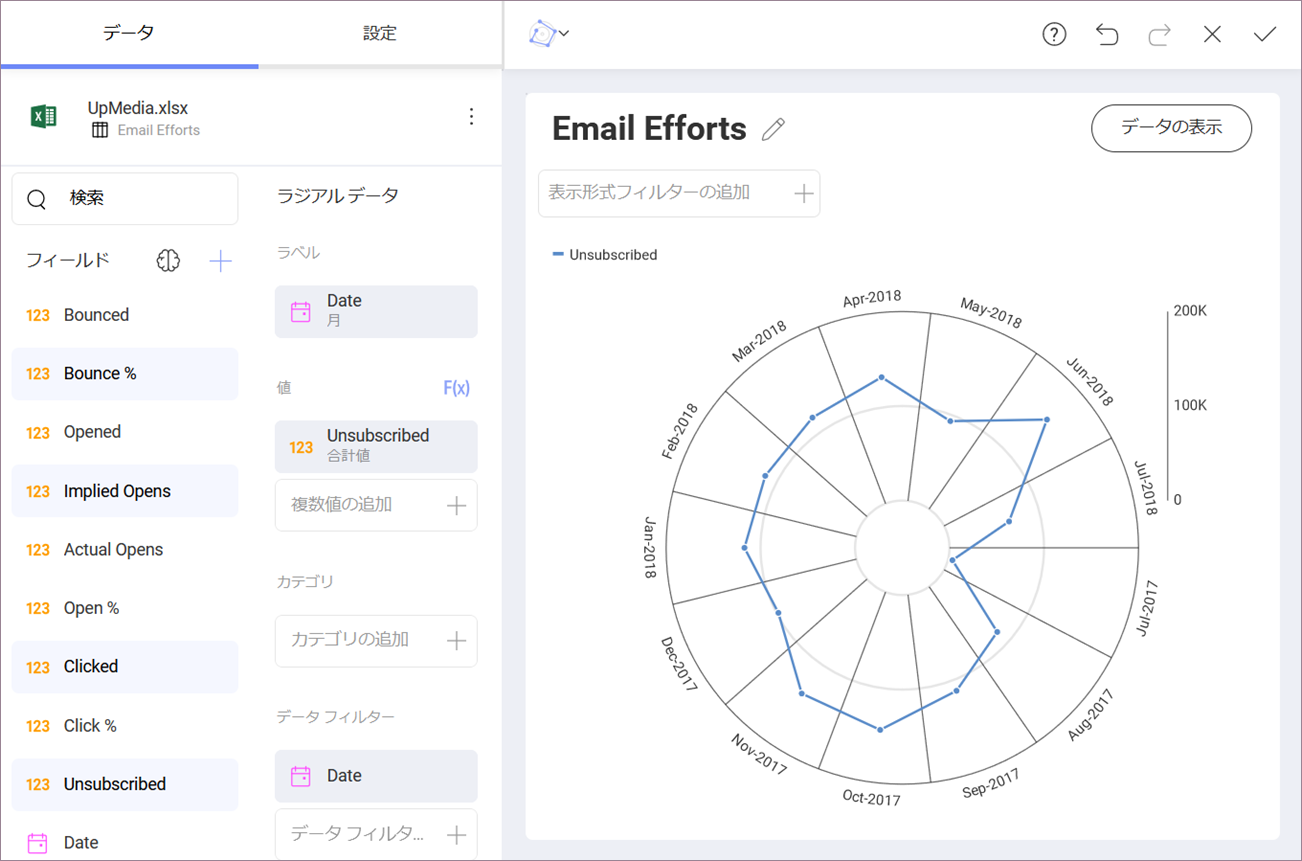 データ
設定
UpMedia.xlsx
Email Efforts
検索
フィールド
123 Bounced
123 Bounce %
123 Opened
123 Implied Opens
123 Actual Opens
123 Open %
123 Clicked
123 Click %
123 Unsubscribed
Date
ラジアル データ
ラベル
Date
月
値
F(x)
123 Unsubscribed
合計値
複数値の追加
カテゴリ
カテゴリの追加
データ フィルター
Date
データ フィルタ...
Email Efforts
データの表示
表示形式フィルターの追加
Unsubscribed
Apr-2018
May-2018
Jun-2018
Jul-2018
Jul-2017
Aug-2017
Sep-2017
Oct-2017
Nov-2017
Dec-2017
Jan-2018
Feb-2018
Mar-2018
200K
100K
0